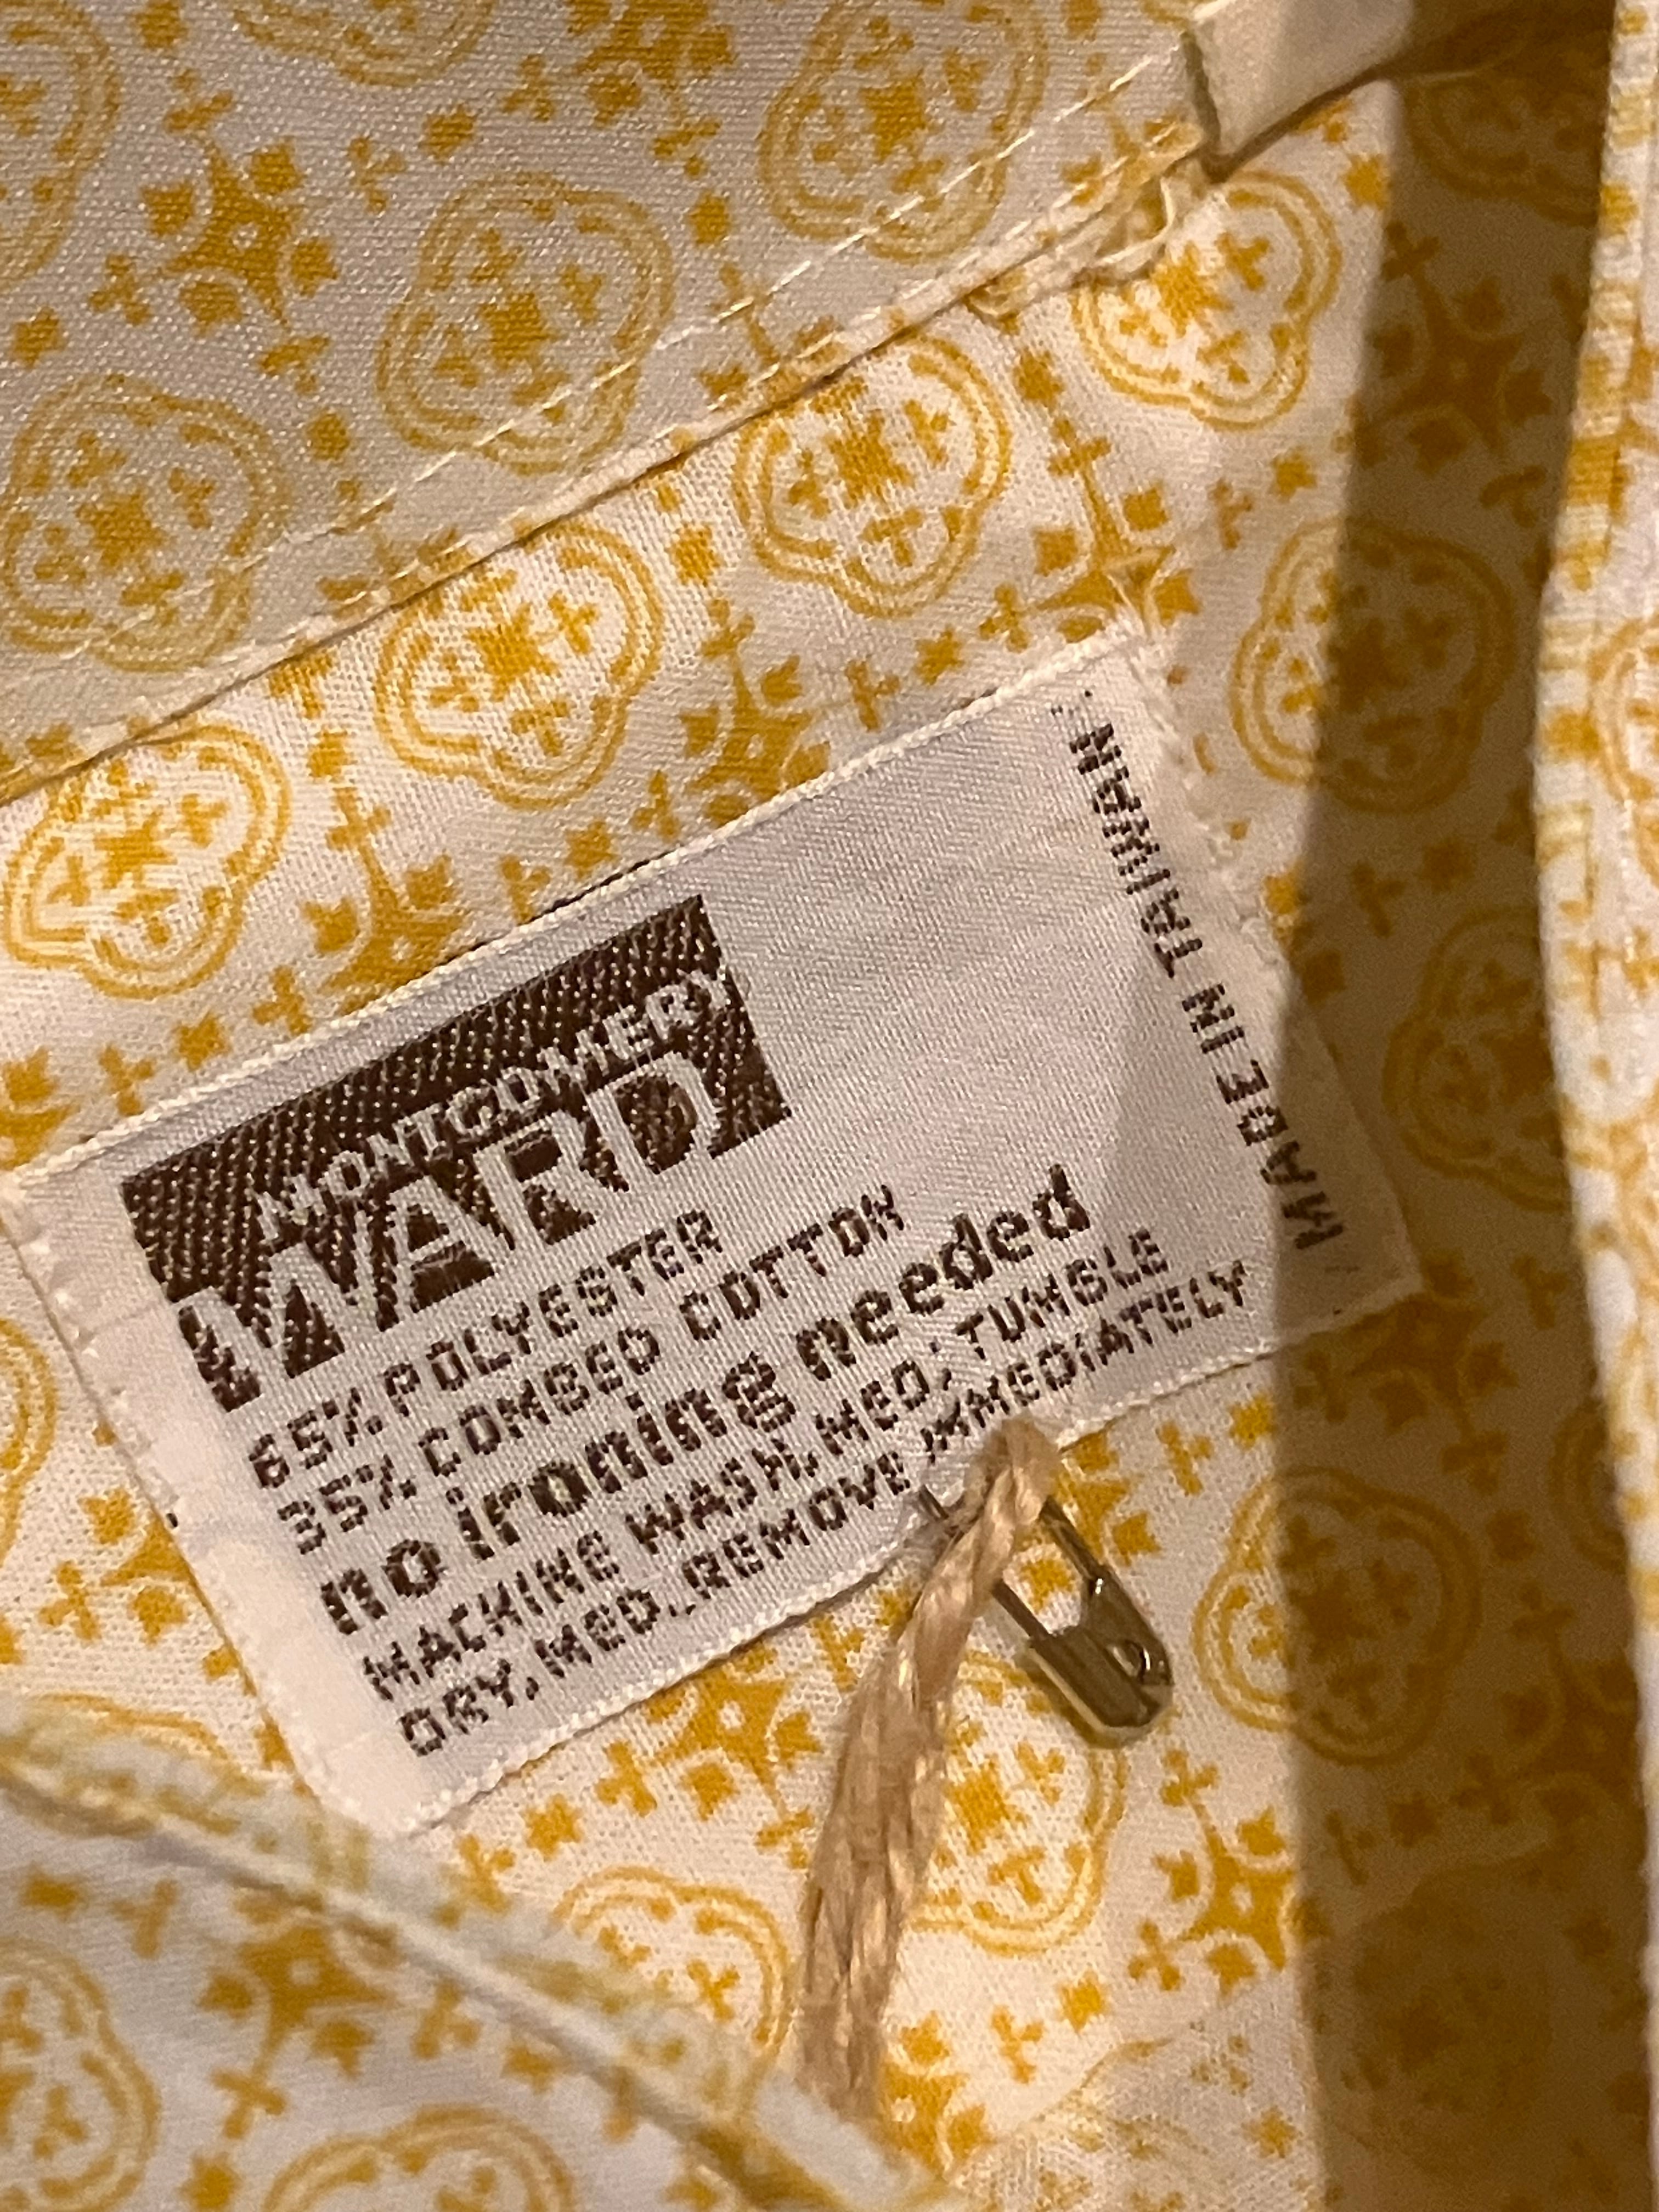 MONTGOMERY
WARD
65% POLYESTER
35% COMBED COTTON
no ironing needed
MACHINE WASH, MED; TUMBLE
DRY, MED. REMOVE IMMEDIATELY
MADE IN TAIWAN